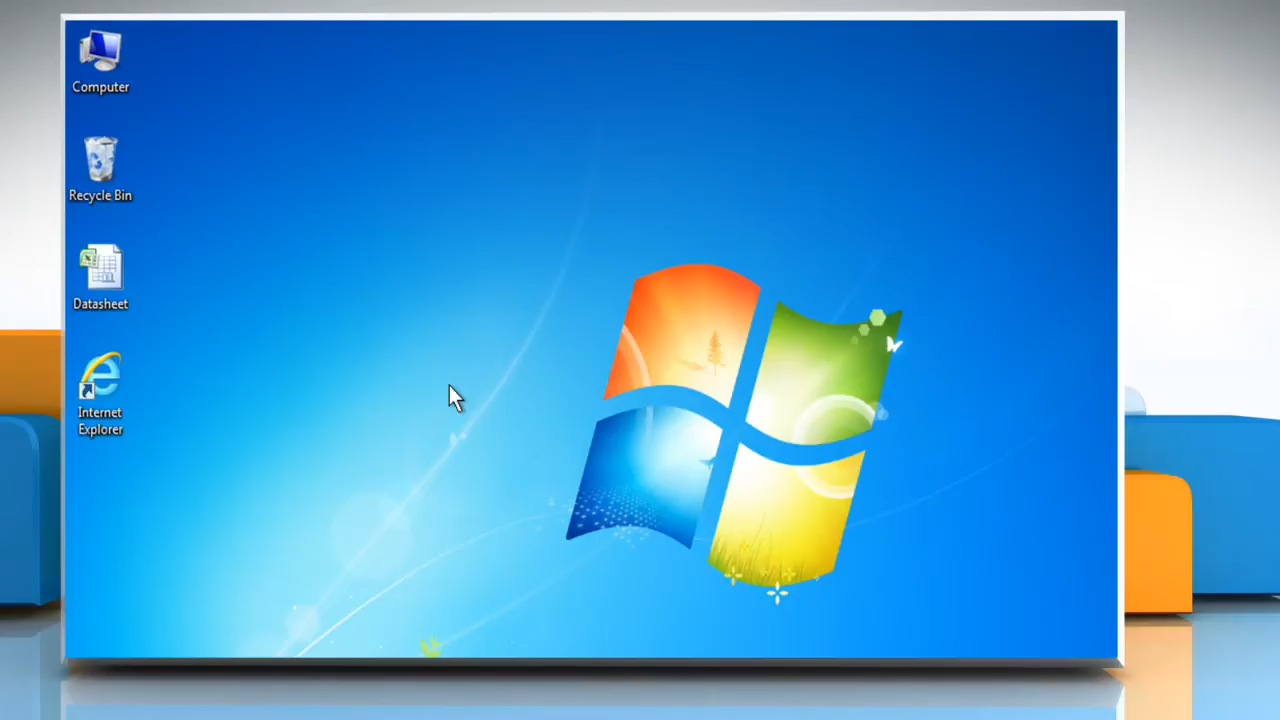 Computer
Recycle Bin
Datasheet
Internet
Explorer